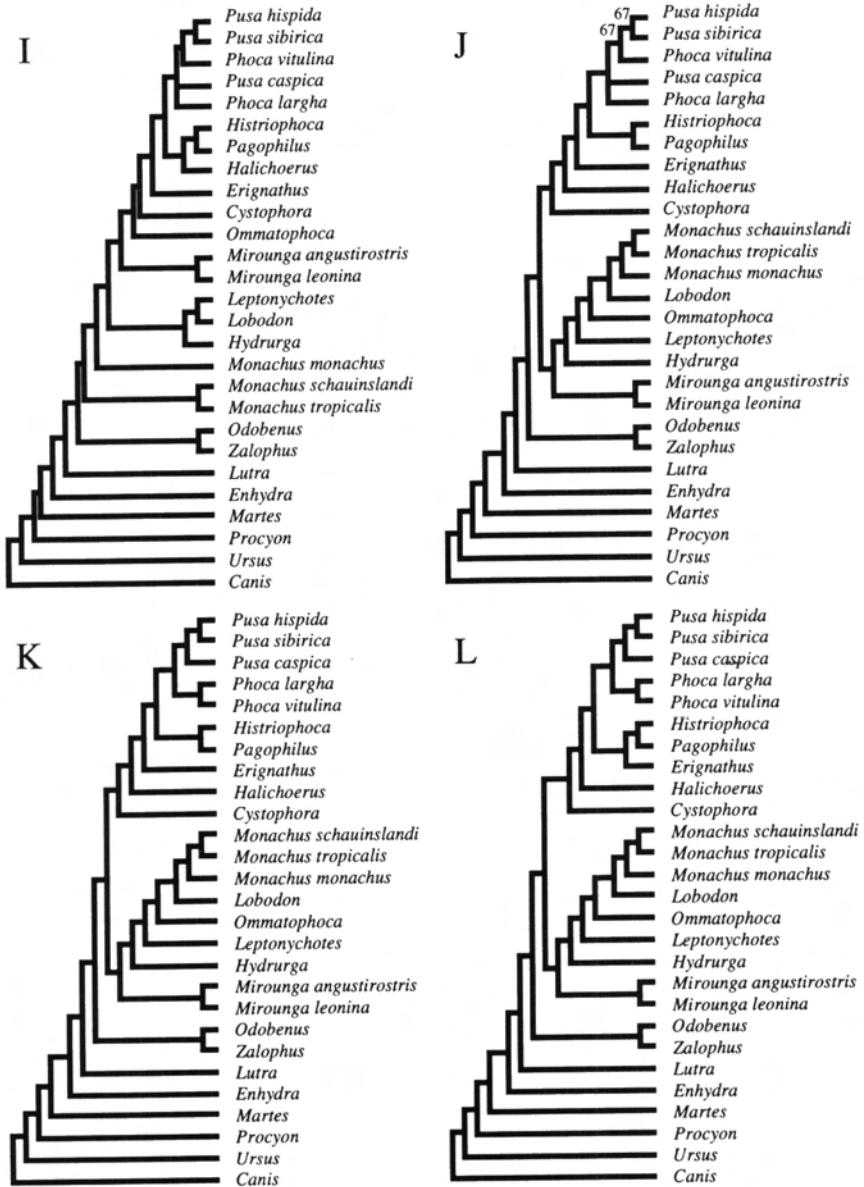 I
Pusa hispida
Pusa sibirica
Phoca vitulina
Pusa caspica
Phoca largha
Histriophoca
Pagophilus
Halichoerus
Erignathus
Cystophora
Ommatophoca
Mirounga angustirostris
Mirounga leonina
Leptonychotes
Lobodon
Hydrurga
Monachus monachus
Monachus schauinslandi
Monachus tropicalis
Odobenus
Zalophus
Lutra
Enhydra
Martes
Procyon
Ursus
Canis
J
67
67
Pusa hispida
Pusa sibirica
Phoca vitulina
Pusa caspica
Phoca largha
Histriophoca
Pagophilus
Erignathus
Halichoerus
Cystophora
Monachus schauinslandi
Monachus tropicalis
Monachus monachus
Lobodon
Ommatophoca
Leptonychotes
Hydrurga
Mirounga angustirostris
Mirounga leonina
Odobenus
Zalophus
Lutra
Enhydra
Martes
Procyon
Ursus
Canis
K
Pusa hispida
Pusa sibirica
Pusa caspica
Phoca largha
Phoca vitulina
Histriophoca
Pagophilus
Erignathus
Halichoerus
Cystophora
Monachus schauinslandi
Monachus tropicalis
Monachus monachus
Lobodon
Ommatophoca
Leptonychotes
Hydrurga
Mirounga angustirostris
Mirounga leonina
Odobenus
Zalophus
Lutra
Enhydra
Martes
Procyon
Ursus
Canis
L
Pusa hispida
Pusa sibirica
Pusa caspica
Phoca largha
Phoca vitulina
Histriophoca
Pagophilus
Erignathus
Halichoerus
Cystophora
Monachus schauinslandi
Monachus tropicalis
Monachus monachus
Lobodon
Ommatophoca
Leptonychotes
Hydrurga
Mirounga angustirostris
Mirounga leonina
Odobenus
Zalophus
Lutra
Enhydra
Martes
Procyon
Ursus
Canis